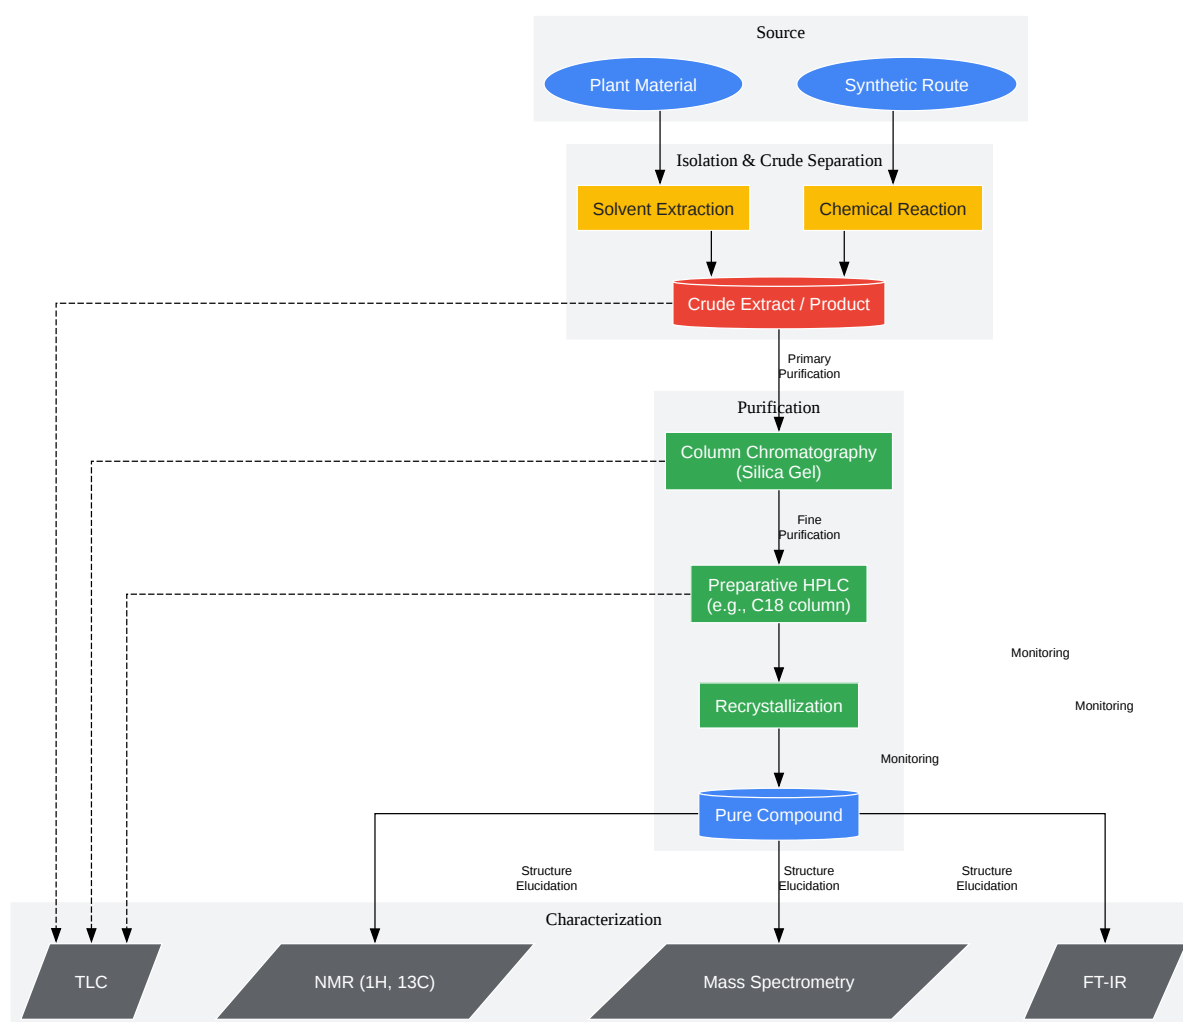 Source
Plant Material
Synthetic Route
Isolation & Crude Separation
Solvent Extraction
Chemical Reaction
Crude Extract / Product
Primary
Purification
Purification
Column Chromatography
(Silica Gel)
Fine
Purification
Preparative HPLC
(e.g., C18 column)
Monitoring
Recrystallization
Monitoring
Monitoring
Pure Compound
Structure
Elucidation
Structure
Elucidation
Structure
Elucidation
Characterization
TLC
NMR (1H, 13C)
Mass Spectrometry
FT-IR